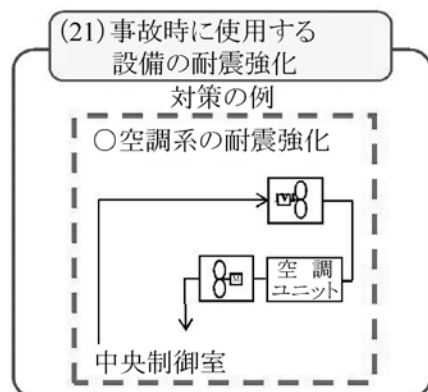 (21)事故時に使用する
設備の耐震強化
対策の例
○空調系の耐震強化
空調
ユニット
中央制御室